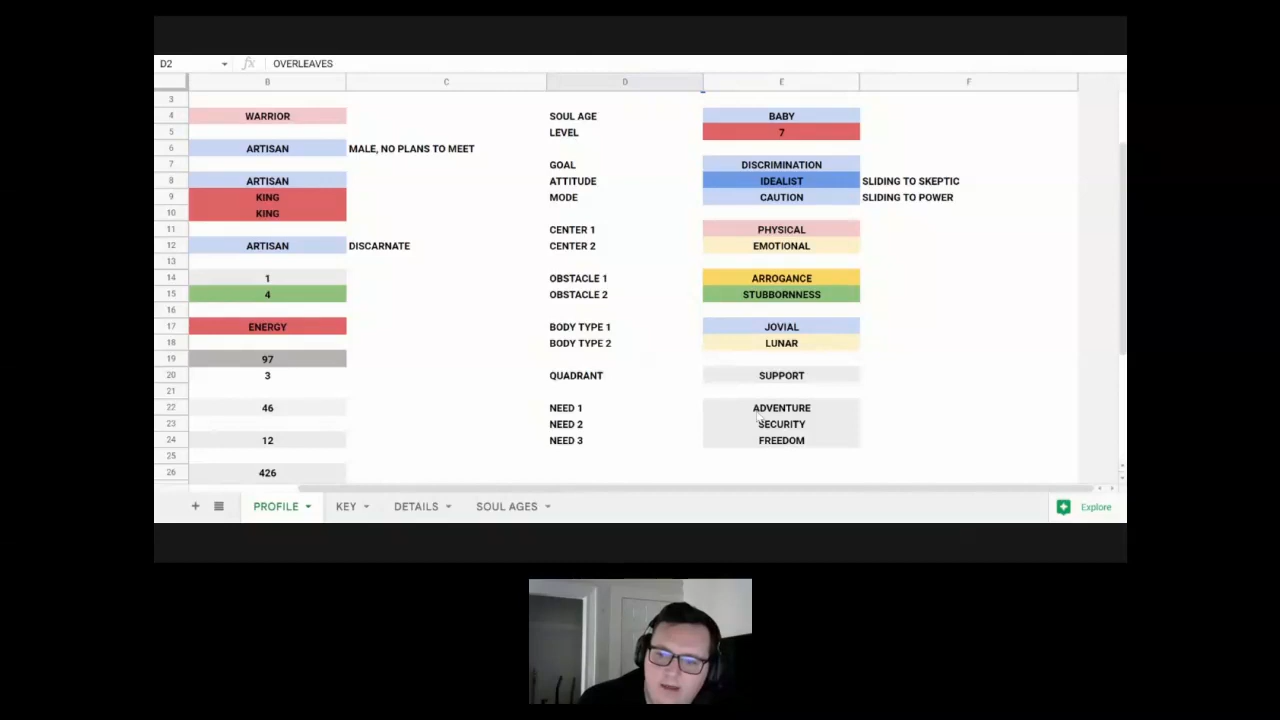 D2 fx OVERLEAVES
B C D E F
3
4 WARRIOR SOUL AGE BABY
5 LEVEL 7
6 ARTISAN MALE, NO PLANS TO MEET
7 GOAL DISCRIMINATION
8 ARTISAN ATTITUDE IDEALIST SLIDING TO SKEPTIC
9 KING MODE CAUTION SLIDING TO POWER
10 KING
11 CENTER 1 PHYSICAL
12 ARTISAN DISCARNATE CENTER 2 EMOTIONAL
13
14 1 OBSTACLE 1 ARROGANCE
15 4 OBSTACLE 2 STUBBORNNESS
16
17 ENERGY BODY TYPE 1 JOVIAL
18 BODY TYPE 2 LUNAR
19 97
20 3 QUADRANT SUPPORT
21
22 46 NEED 1 ADVENTURE
23 NEED 2 SECURITY
24 12 NEED 3 FREEDOM
25
26 426
PROFILE KEY DETAILS SOUL AGES Explore